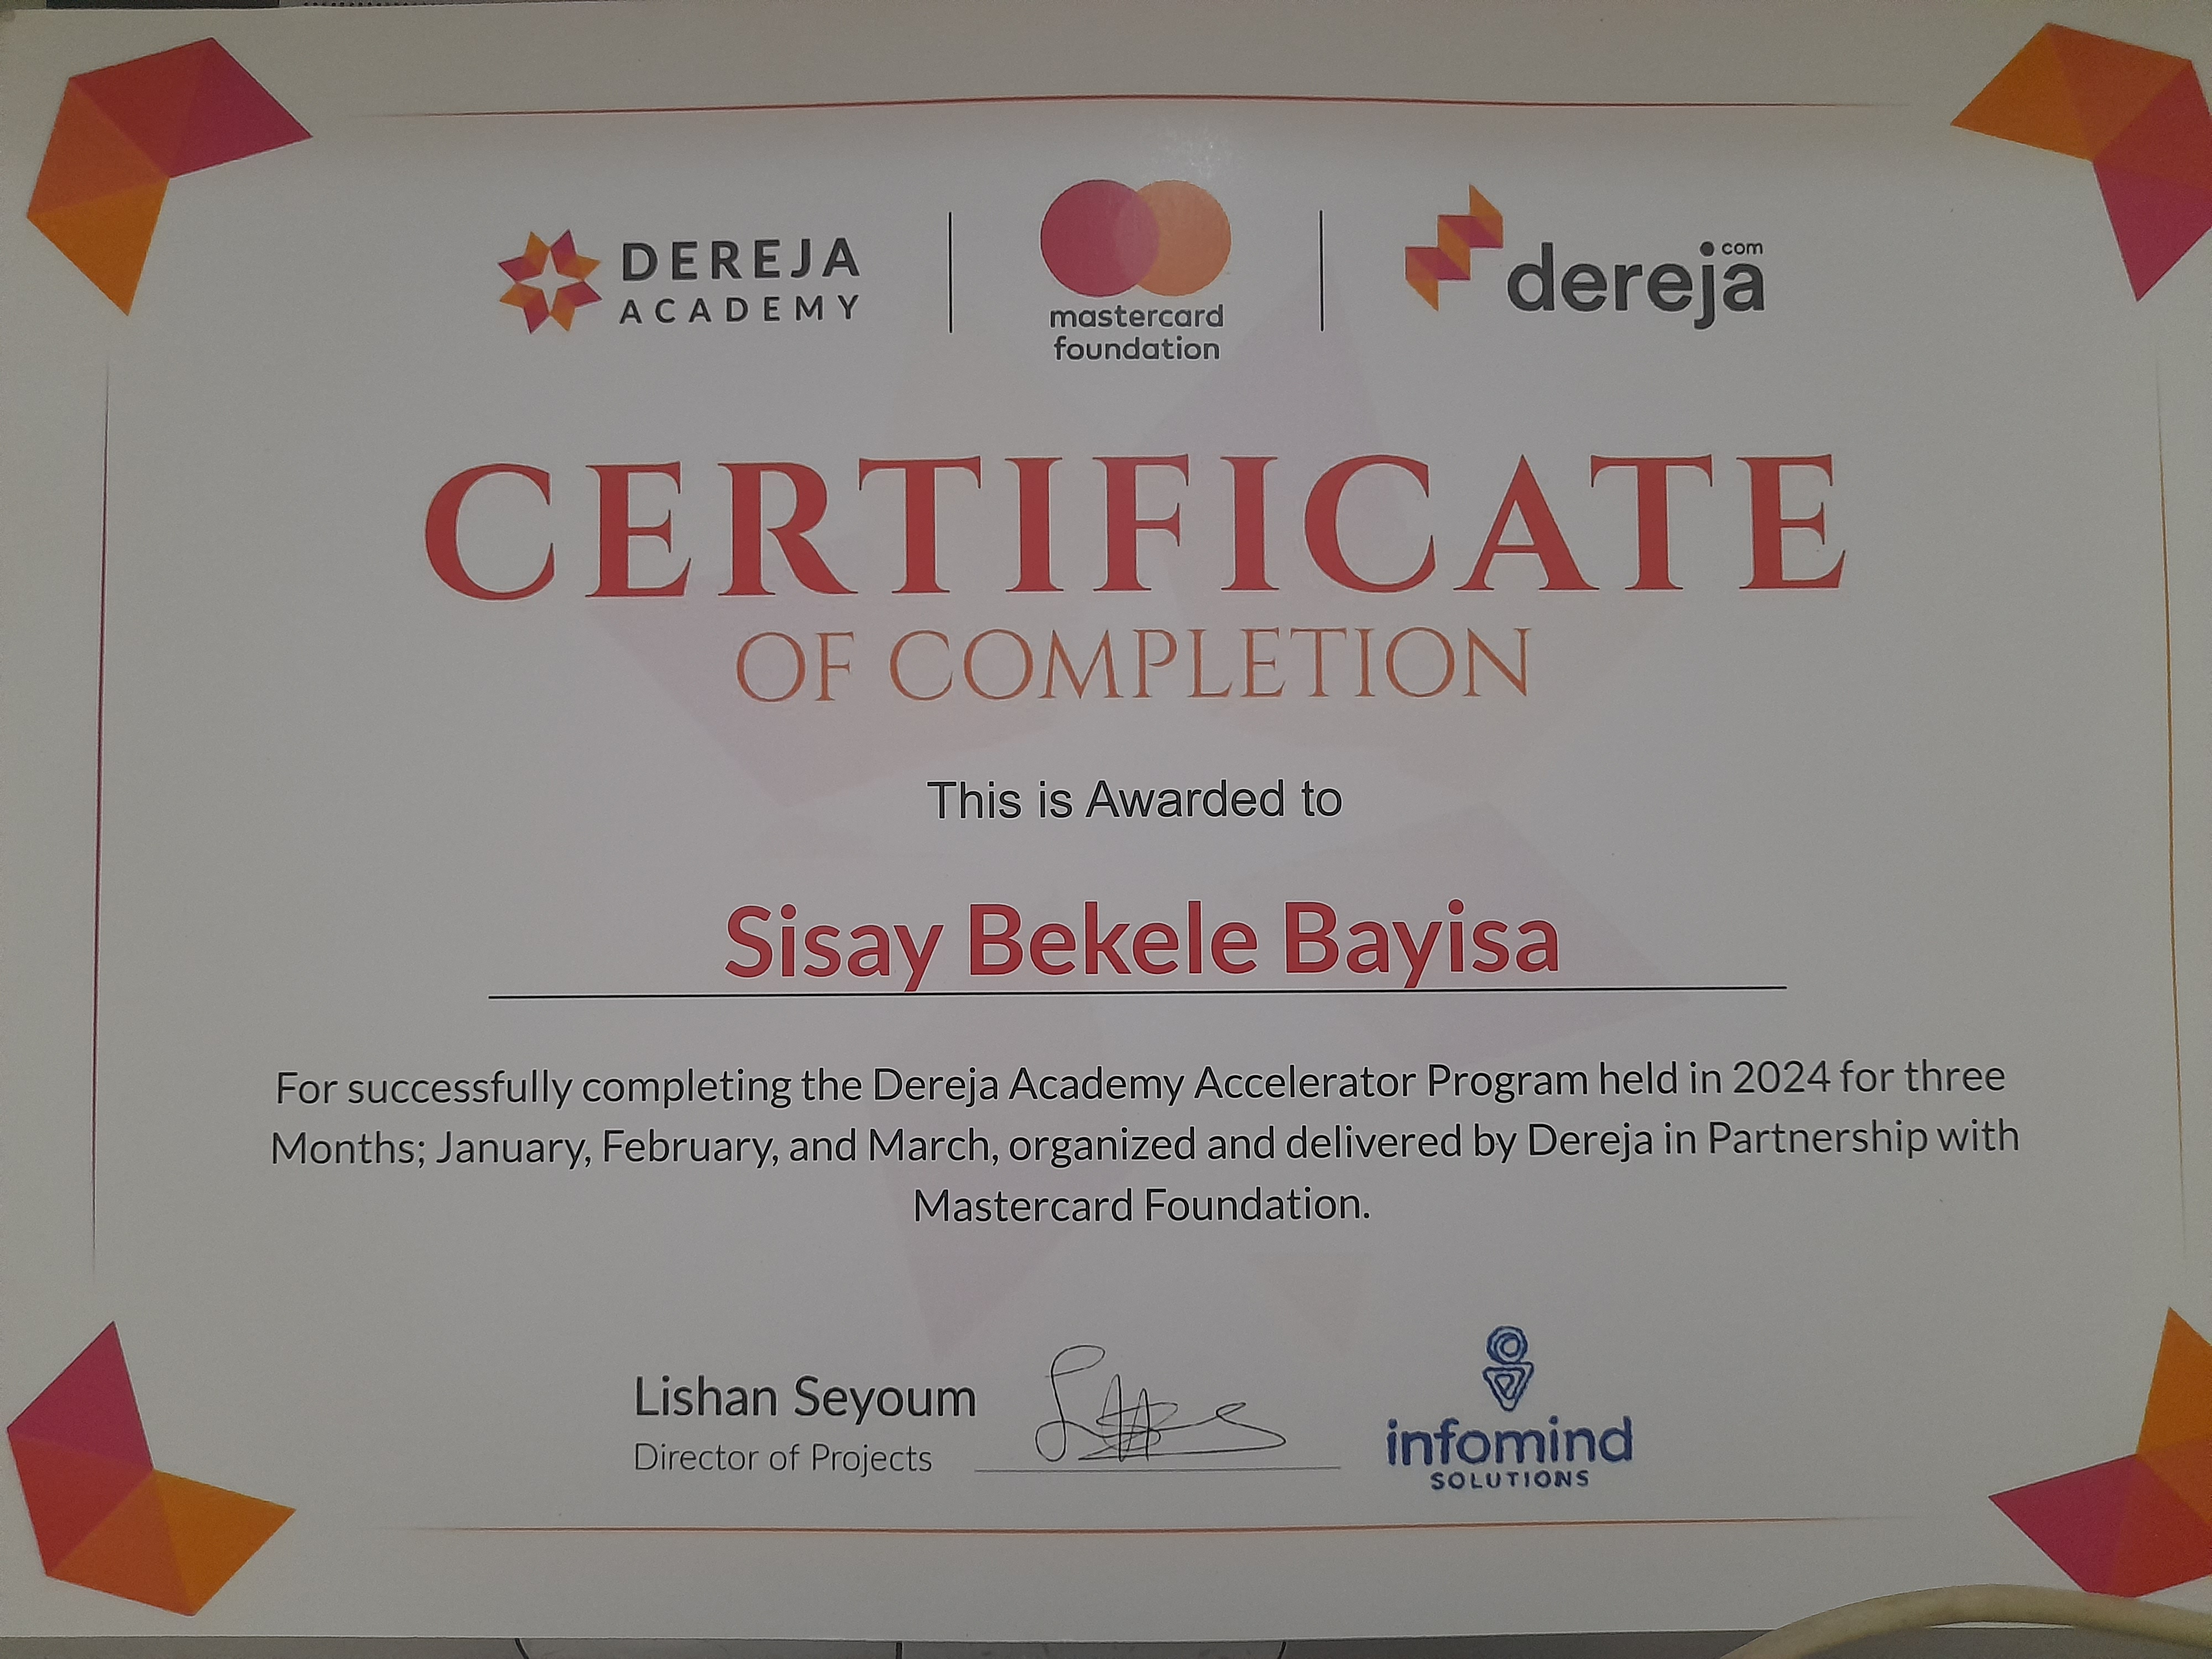 DEREJA
ACADEMY
mastercard
foundation
dereja.com
CERTIFICATE
OF COMPLETION
This is Awarded to
Sisay Bekele Bayisa
For successfully completing the Dereja Academy Accelerator Program held in 2024 for three
Months; January, February, and March, organized and delivered by Dereja in Partnership with
Mastercard Foundation.
Lishan Seyoum
Director of Projects
infomind
SOLUTIONS